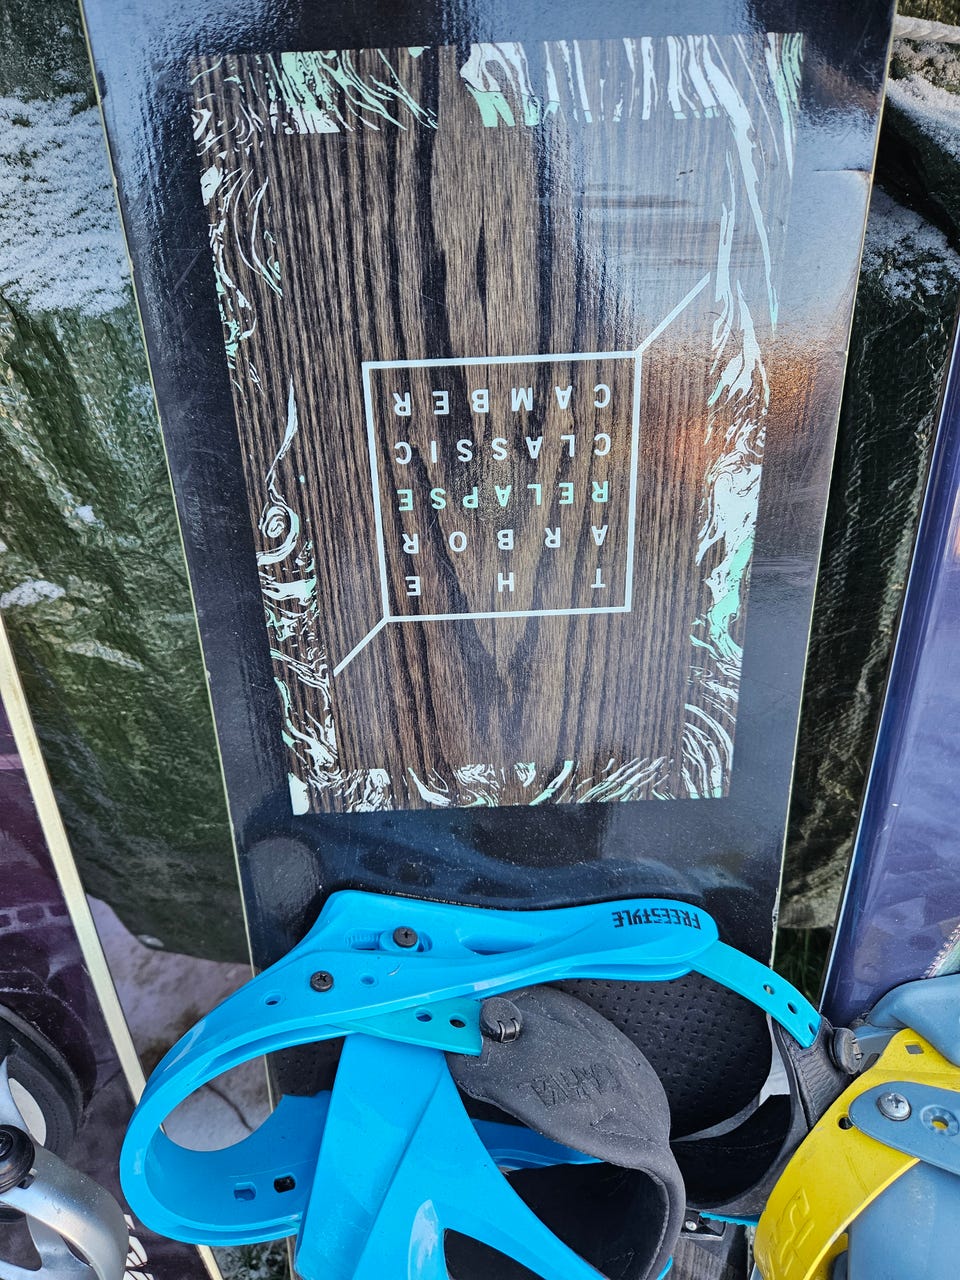 THE
ARBOR
RELAPSE
CLASSIC
CAMBER
FREESTYLE